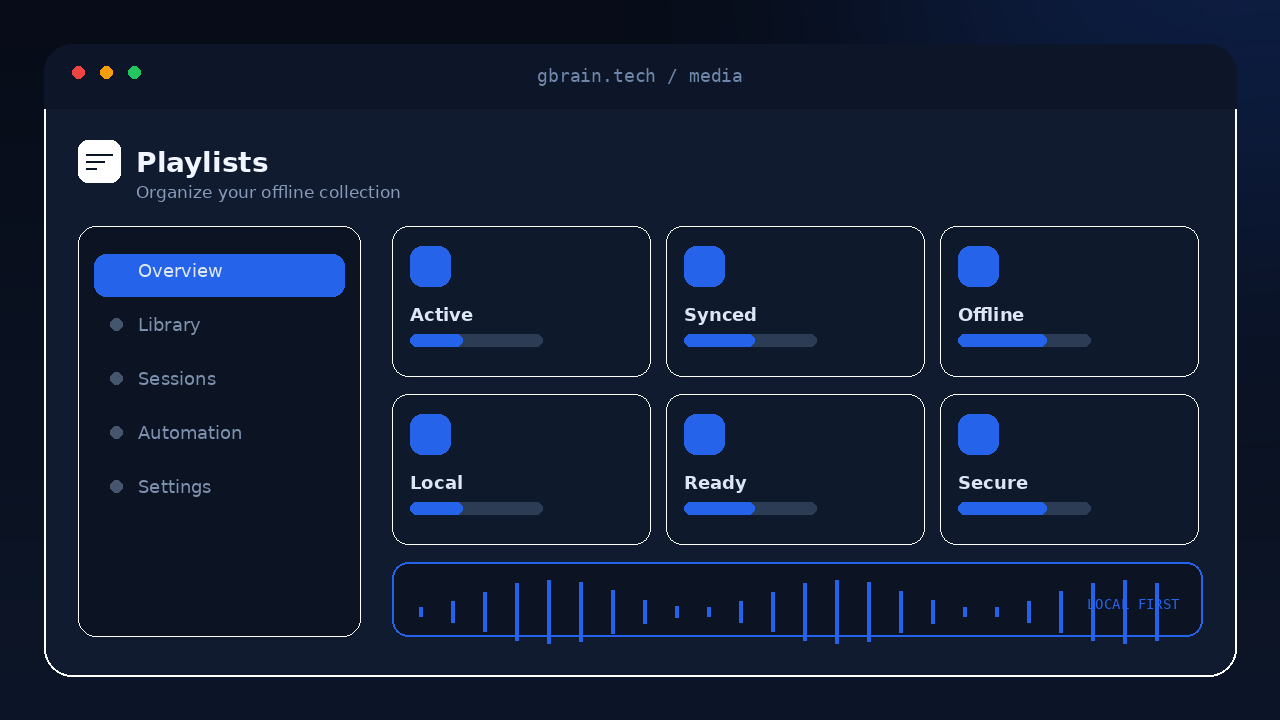 gbrain.tech / media
Playlists
Organize your offline collection
Overview
Library
Sessions
Automation
Settings
Active
Synced
Offline
Local
Ready
Secure
LOCAL FIRST